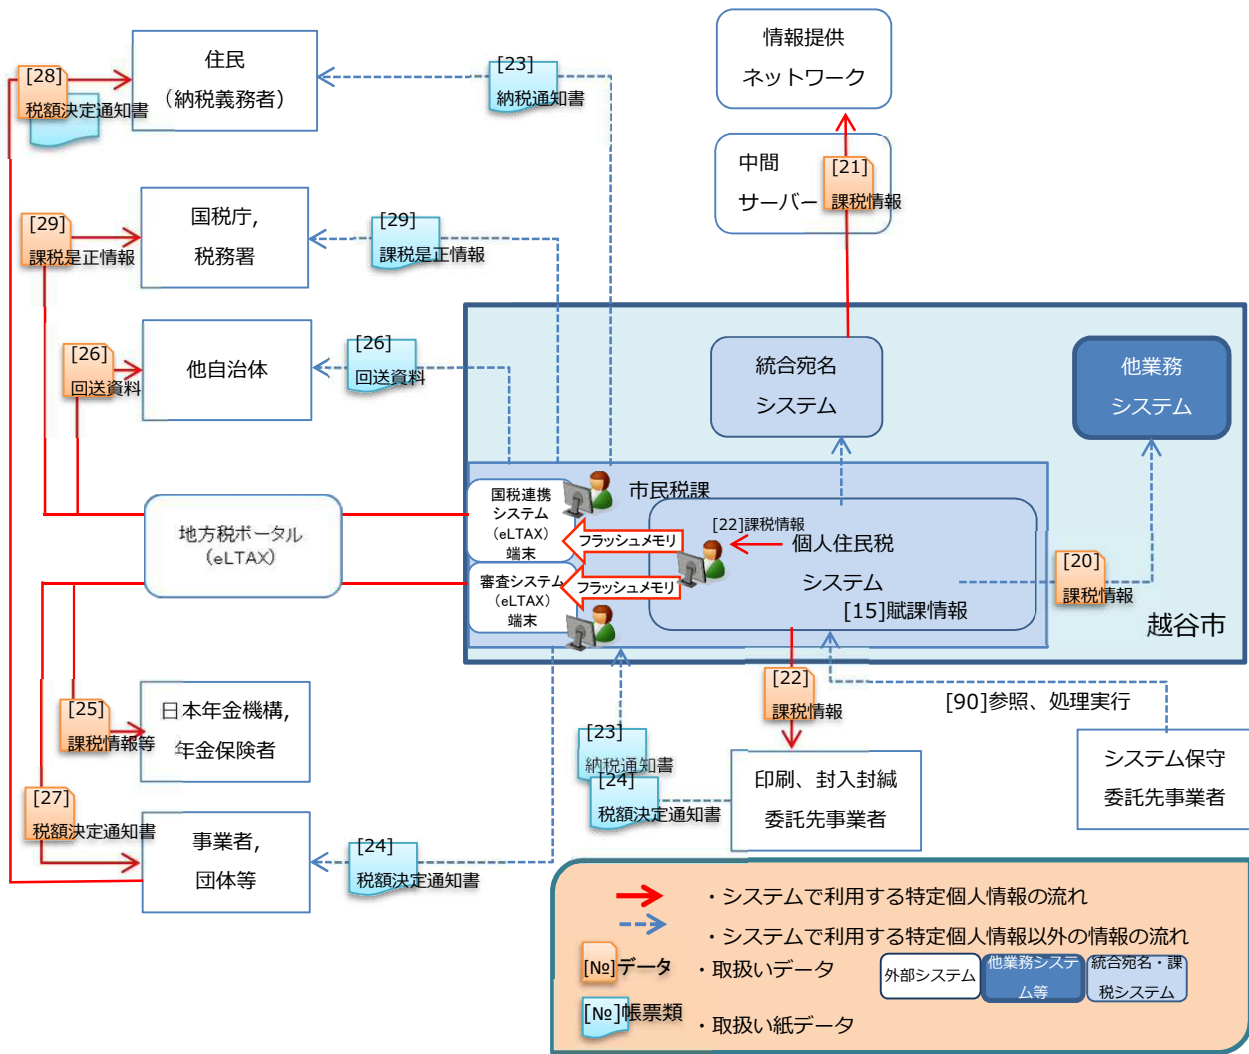 [28]
税額決定通知書
住民
（納税義務者）
[23]
納税通知書
情報提供
ネットワーク
中間
サーバー
[21]
課税情報
[29]
課税是正情報
国税庁,
税務署
[29]
課税是正情報
[26]
回送資料
他自治体
[26]
回送資料
統合宛名
システム
他業務
システム
地方税ポータル
（eLTAX）
国税連携
システム
（eLTAX）
端末
市民税課
フラッシュメモリ
[22]課税情報
個人住民税
システム
[15]賦課情報
審査システム
（eLTAX）
端末
フラッシュメモリ
[20]
課税情報
越谷市
[25]
課税情報等
日本年金機構,
年金保険者
[22]
課税情報
[90]参照、処理実行
[23]
納税通知書
[24]
税額決定通知書
印刷、封入封緘
委託先事業者
システム保守
委託先事業者
[27]
税額決定通知書
事業者,
団体等
[24]
税額決定通知書
・システムで利用する特定個人情報の流れ
・システムで利用する特定個人情報以外の情報の流れ
[№]データ
・取扱いデータ
外部システム
他業務システ
ム等
統合宛名・課
税システム
[№]帳票類
・取扱い紙データ